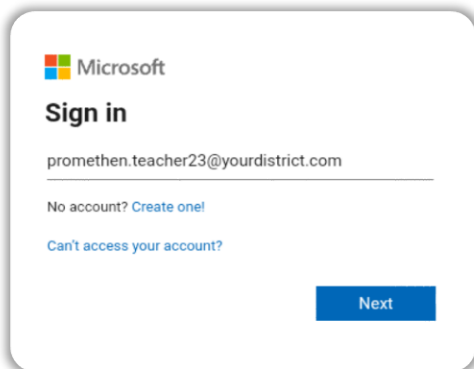 Microsoft
Sign in
promethen.teacher23@yourdistrict.com
No account? Create one!
Can't access your account?
Next